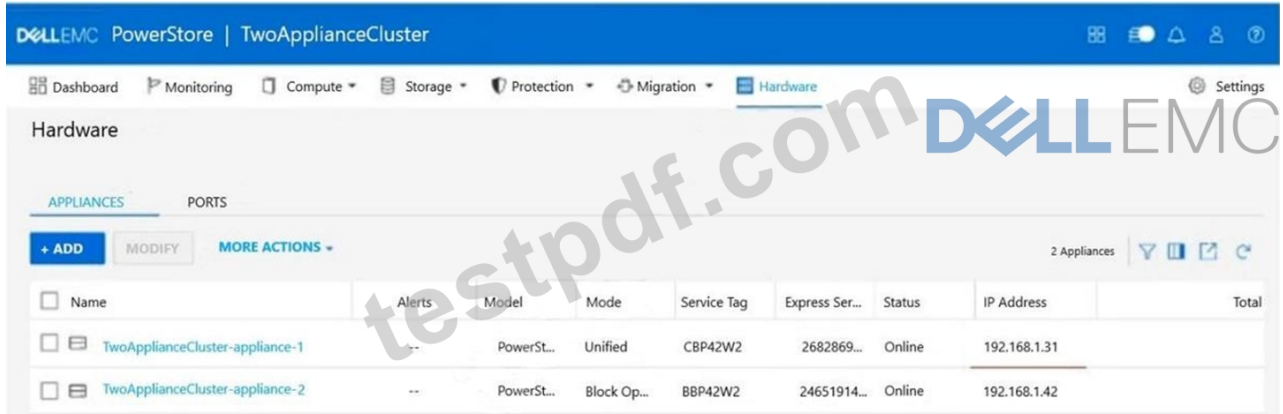 DELLEMC PowerStore | TwoApplianceCluster
Dashboard Monitoring Compute Storage Protection Migration Hardware Settings
Hardware
DELLEMC
APPLIANCES PORTS
+ ADD MODIFY MORE ACTIONS 2 Appliances
Name Alerts Model Mode Service Tag Express Ser... Status IP Address Total
TwoApplianceCluster-appliance-1 -- PowerSt... Unified CBP42W2 2682869... Online 192.168.1.31
TwoApplianceCluster-appliance-2 -- PowerSt... Block Op... BBP42W2 24651914... Online 192.168.1.42
testpdf.com